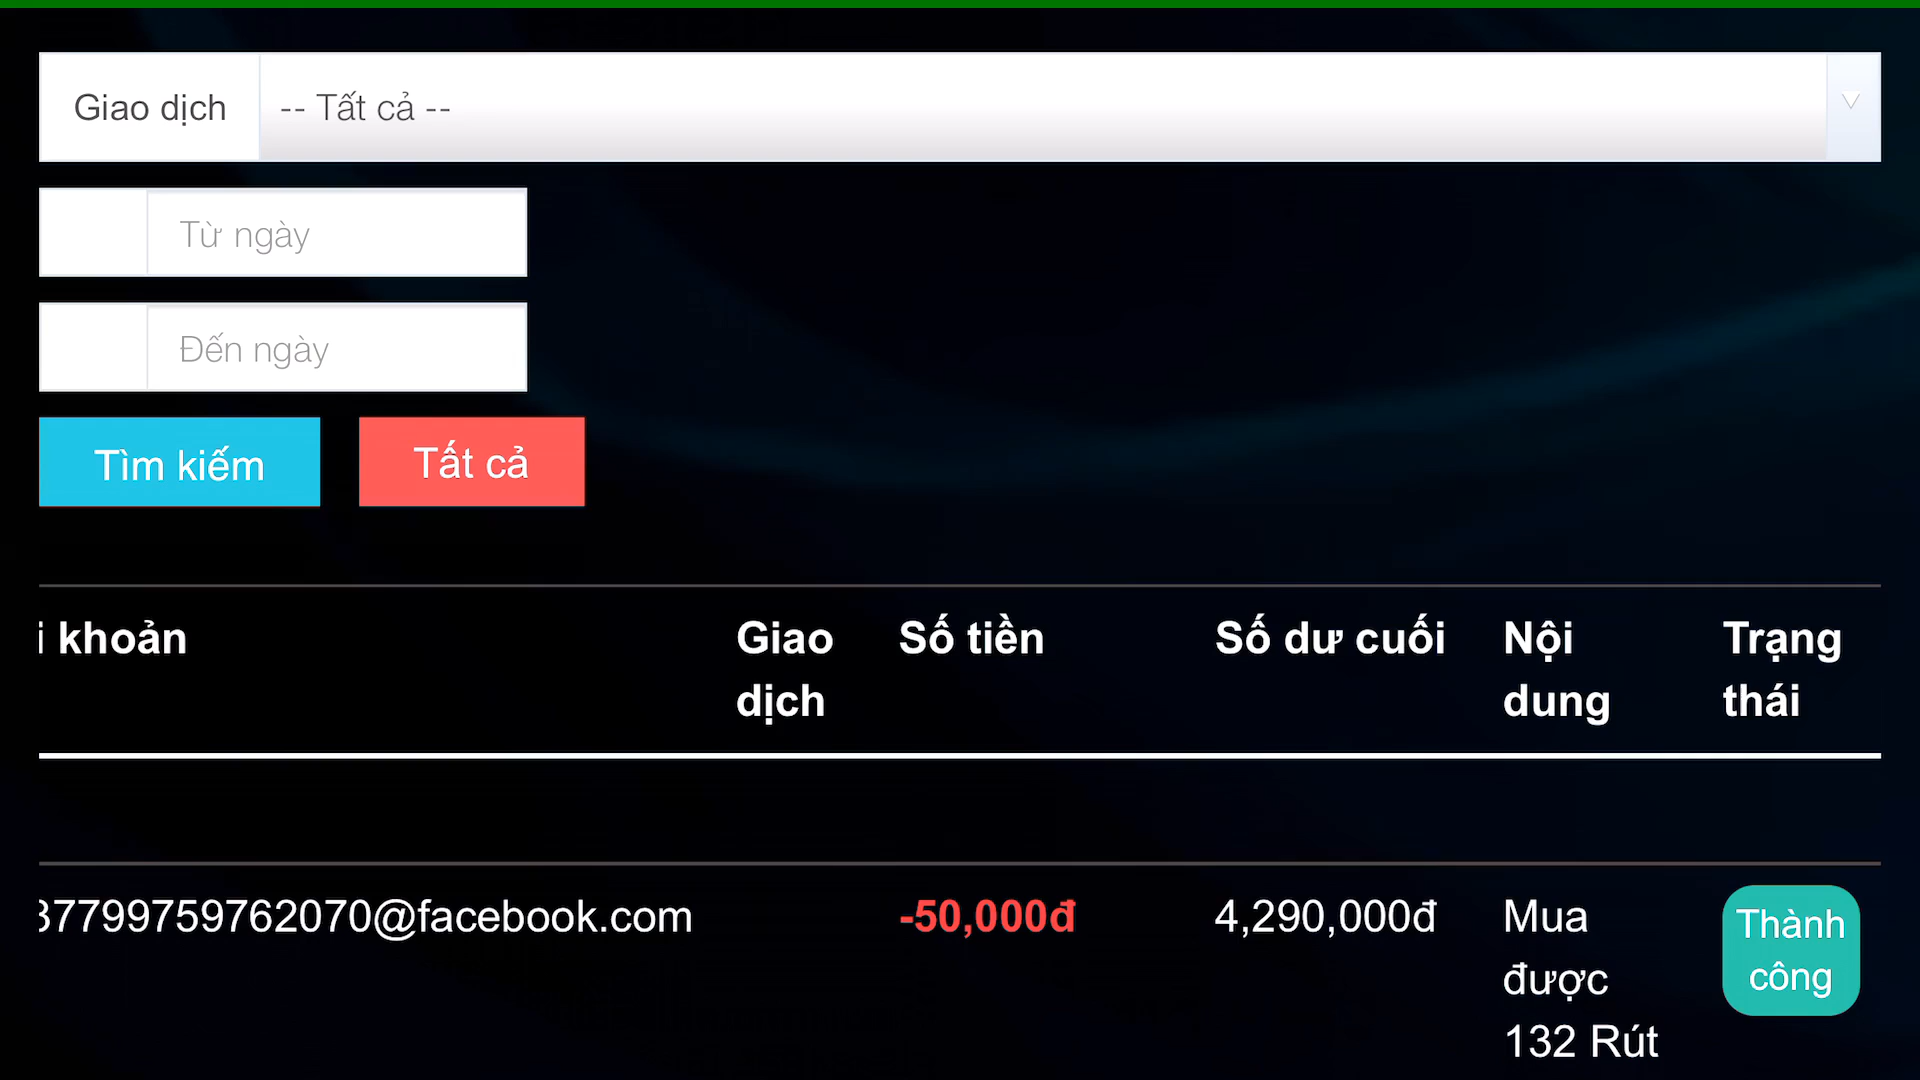 Giao dịch
-- Tất cả --
Từ ngày
Đến ngày
Tìm kiếm
Tất cả
i khoản Giao dịch Số tiền Số dư cuối Nội dung Trạng thái
37799759762070@facebook.com -50,000đ 4,290,000đ Mua được 132 Rút Thành công